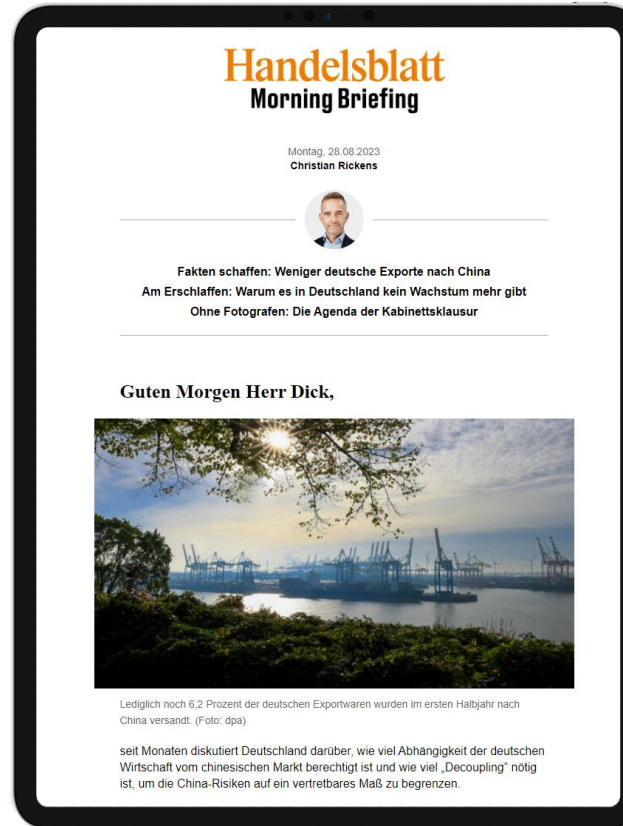 Handelsblatt
Morning Briefing
Montag, 28.08.2023
Christian Rickens
Fakten schaffen: Weniger deutsche Exporte nach China
Am Erschlaffen: Warum es in Deutschland kein Wachstum mehr gibt
Ohne Fotografen: Die Agenda der Kabinettsklausur
Guten Morgen Herr Dick,
Lediglich noch 6,2 Prozent der deutschen Exportwaren wurden im ersten Halbjahr nach
China versandt. (Foto: dpa)
seit Monaten diskutiert Deutschland darüber, wie viel Abhängigkeit der deutschen
Wirtschaft vom chinesischen Markt berechtigt ist und wie viel „Decoupling“ nötig
ist, um die China-Risiken auf ein vertretbares Maß zu begrenzen.